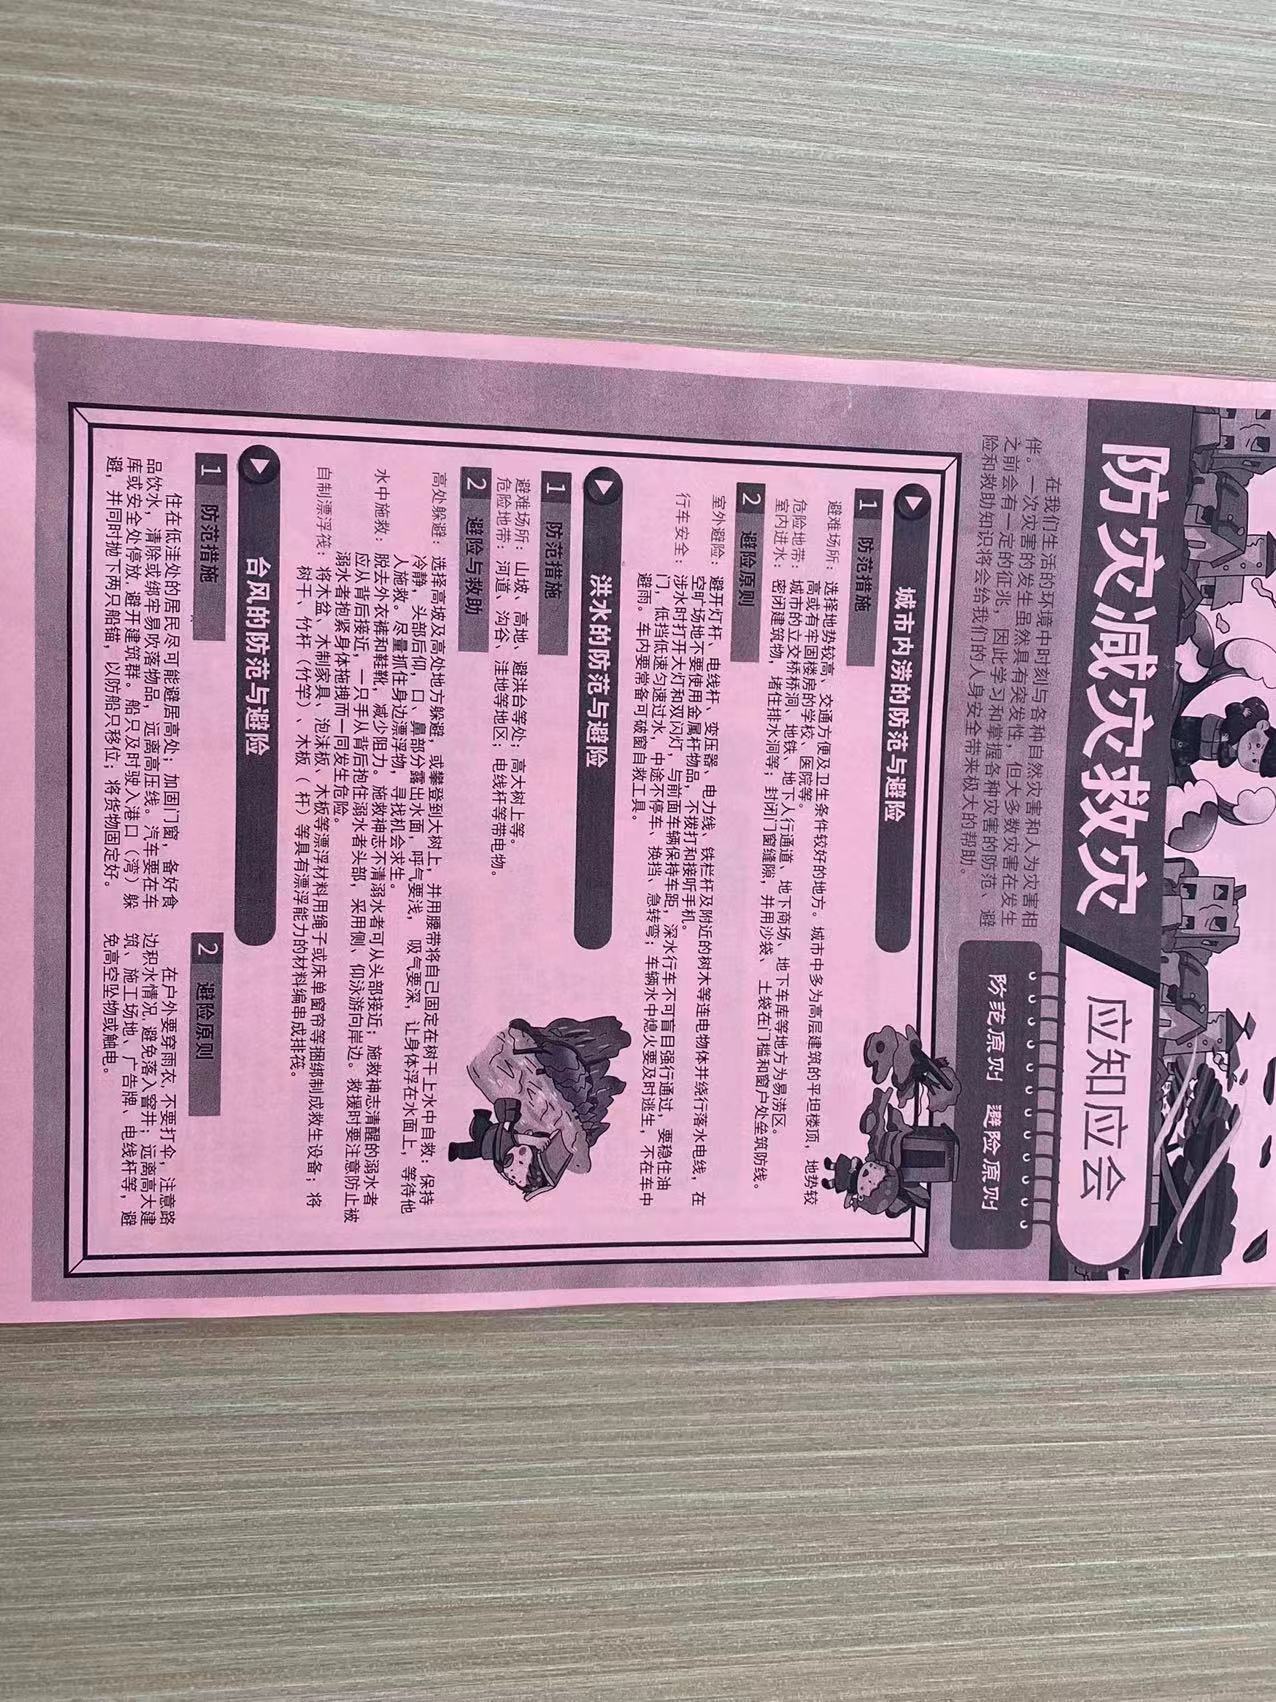 防灾减灾救灾
应知应会
在我们生活的环境中时刻与各种自然灾害和人为灾害相
伴。一次灾害的发生虽然具有突发性，但大多数灾害在发生
之前会有一定的征兆，因此学习和掌握各种灾害的防范、避
险和救助知识将会给我们的人身安全带来极大的帮助。
防范原则 避险原则
城市内涝的防范与避险
1 防范措施
避难场所：选择地势较高、交通方便及卫生条件较好的地方。城市中多为高层建筑的平坦楼顶，地势较
高或有牢固楼房的学校、医院等。
危险地带：城市的立交桥桥洞、地铁、地下人行通道、地下商场、地下车库等地方为易涝区。
室内进水：密闭建筑物，堵住排水洞等；封闭门窗缝隙，并用沙袋、土袋在门槛和窗户处垒筑防线。
2 避险原则
室外避险：避开灯杆、电线杆、变压器、电力线、铁栏杆及附近的树木等连电物体并绕行落水电线，在
空旷场地不要使用金属杆物品，不拨打和接听手机。
行车安全：涉水时打开大灯和双闪灯，与前面车辆保持车距，深水行车不可盲目强行通过，要稳住油
门，低挡低速匀速过水，中途不停车、换挡、急转弯；车辆水中熄火要及时逃生，不在车中
避雨。车内要常备可破窗自救工具。
洪水的防范与避险
1 防范措施
避难场所：山坡、高地、避洪台等处；高大树上等。
危险地带：河道、沟谷、洼地等地区；电线杆等带电物。
2 避险与救助
高处躲避：选择高坡及高处地方躲避，或攀登到大树上，并用腰带将自己固定在树干上水中自救：保持
冷静，头部后仰，口、鼻部分露出水面，呼气要浅，吸气要深，让身体浮在水面上，等待他
人施救。尽量抓住身边漂浮物，寻找机会求生。
水中施救：脱去外衣裤和鞋靴，减少阻力。施救神志不清溺水者可从头部接近；施救神志清醒的溺水者
应从背后接近，一只手从背后抱住溺水者头部，采用侧、仰泳游向岸边。救援时要注意防止被
溺水者抱紧身体拖拽而一同发生危险。
自制漂浮筏：将木盆、木制家具、泡沫板、木板等漂浮材料用绳子或床单窗帘等捆绑制成救生设备；将
树干、竹杆（竹竿）、木板（杆）等具有漂浮能力的材料编串成排筏。
台风的防范与避险
1 防范措施
住在低洼处的居民尽可能避居高处；加固门窗，备好食
品饮水，清除或绑牢易吹落物品，远离高压线。汽车要在车
库或安全处停放，避开建筑群。船只及时驶入港口（湾）躲
避，并同时抛下两只船锚，以防船只移位；将货物固定好。
2 避险原则
在户外要穿雨衣，不要打伞，注意路
边积水情况，避免落入窨井；远离高大建
筑、施工场地、广告牌、电线杆等，避
免高空坠物或触电。